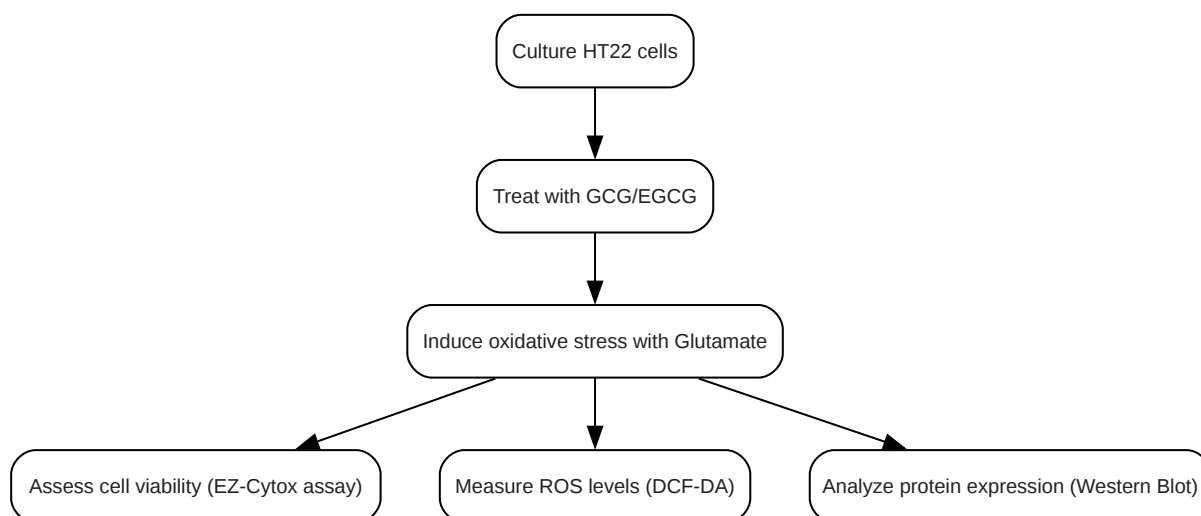 Culture HT22 cells
Treat with GCG/EGCG
Induce oxidative stress with Glutamate
Assess cell viability (EZ-Cytox assay)
Measure ROS levels (DCF-DA)
Analyze protein expression (Western Blot)